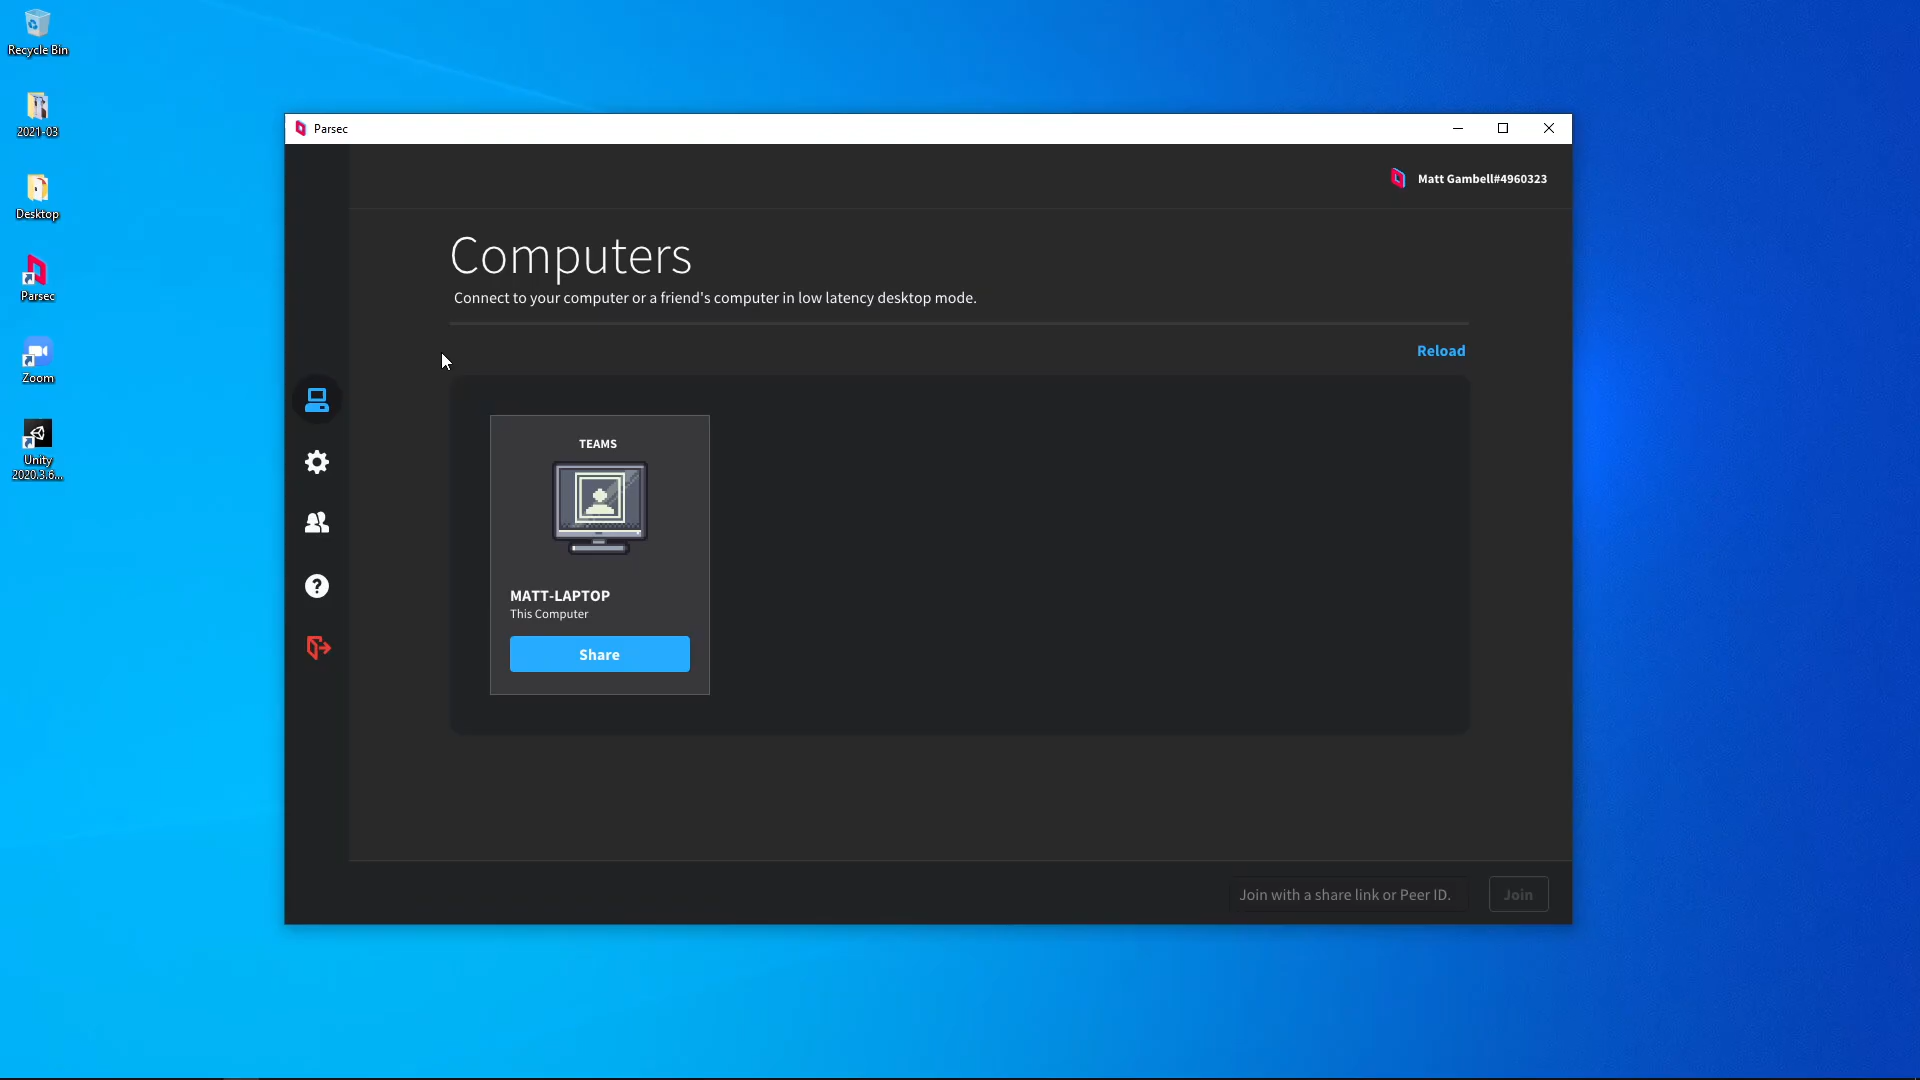 Recycle Bin
2021-03
Desktop
Parsec
Zoom
Unity
2020.3.6...
Parsec
Matt Gambell#4960323
Computers
Connect to your computer or a friend's computer in low latency desktop mode.
Reload
TEAMS
MATT-LAPTOP
This Computer
Share
Join with a share link or Peer ID.
Join